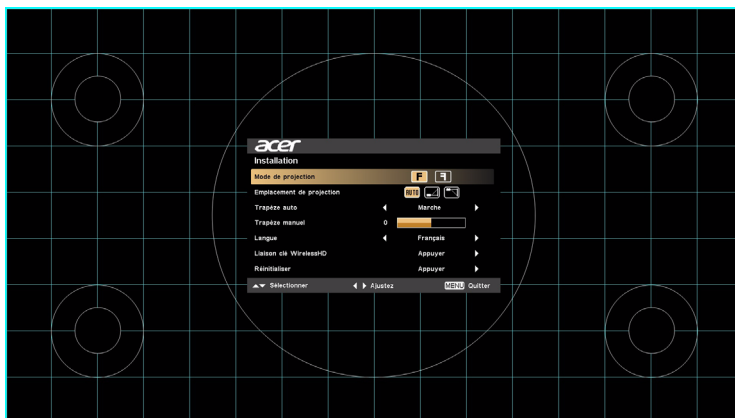 acer
Installation
Mode de projection F F
Emplacement de projection AUTO
Trapèze auto Marche
Trapèze manuel 0
Langue Français
Liaison clé WirelessHD Appuyer
Réinitialiser Appuyer
Sélectionner Ajustez MENU Quitter